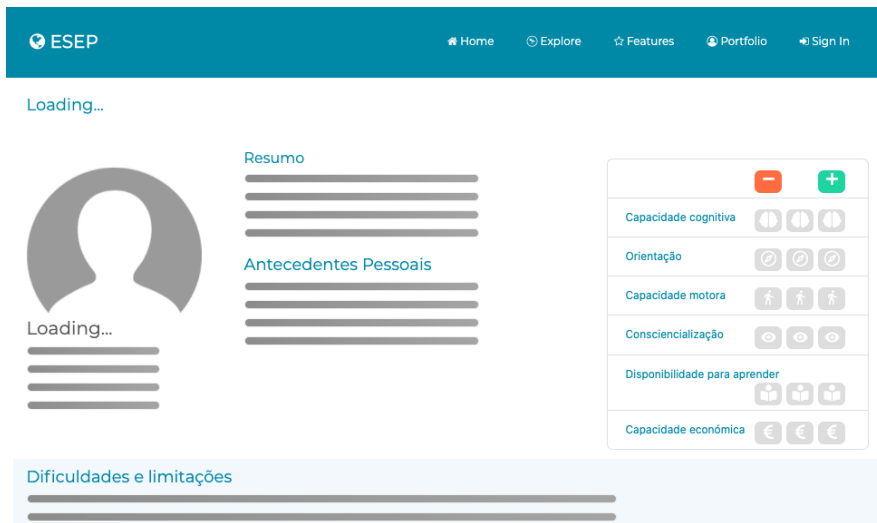 ESEP
Home Explore Features Portfolio Sign In
Loading...
Loading...
Resumo
Antecedentes Pessoais
Capacidade cognitiva
Orientação
Capacidade motora
Consciencialização
Disponibilidade para aprender
Capacidade económica
Dificuldades e limitações